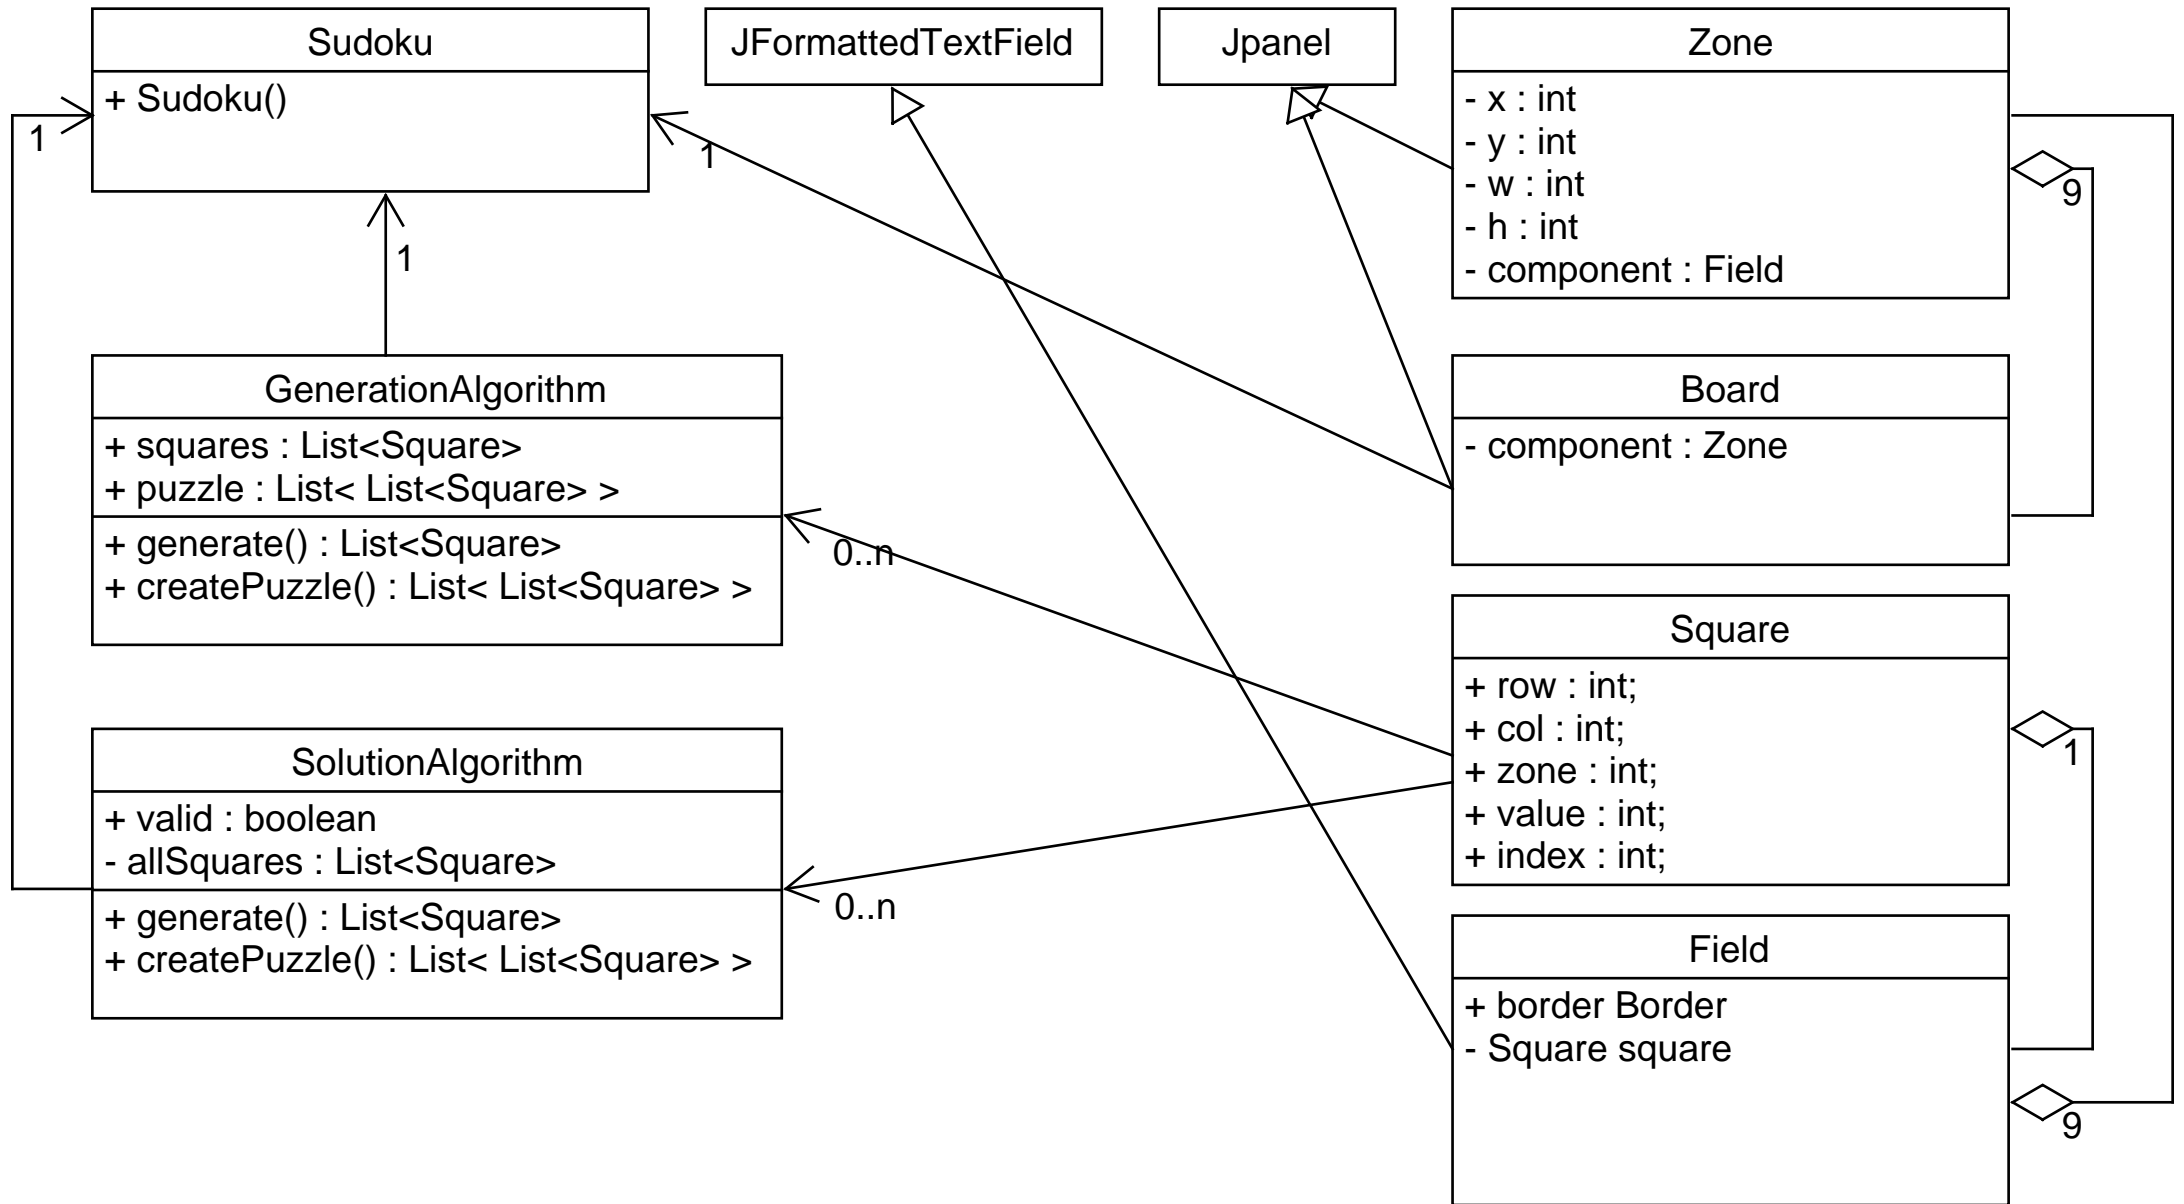 Sudoku
+ Sudoku()
1
1
1
JFormattedTextField
Jpanel
Zone
- x : int
- y : int
- w : int
- h : int
- component : Field
9
GenerationAlgorithm
+ squares : List<Square>
+ puzzle : List< List<Square> >
+ generate() : List<Square>
+ createPuzzle() : List< List<Square> >
0..n
Board
- component : Zone
SolutionAlgorithm
+ valid : boolean
- allSquares : List<Square>
+ generate() : List<Square>
+ createPuzzle() : List< List<Square> >
0..n
Square
+ row : int;
+ col : int;
+ zone : int;
+ value : int;
+ index : int;
1
Field
+ border Border
- Square square
9